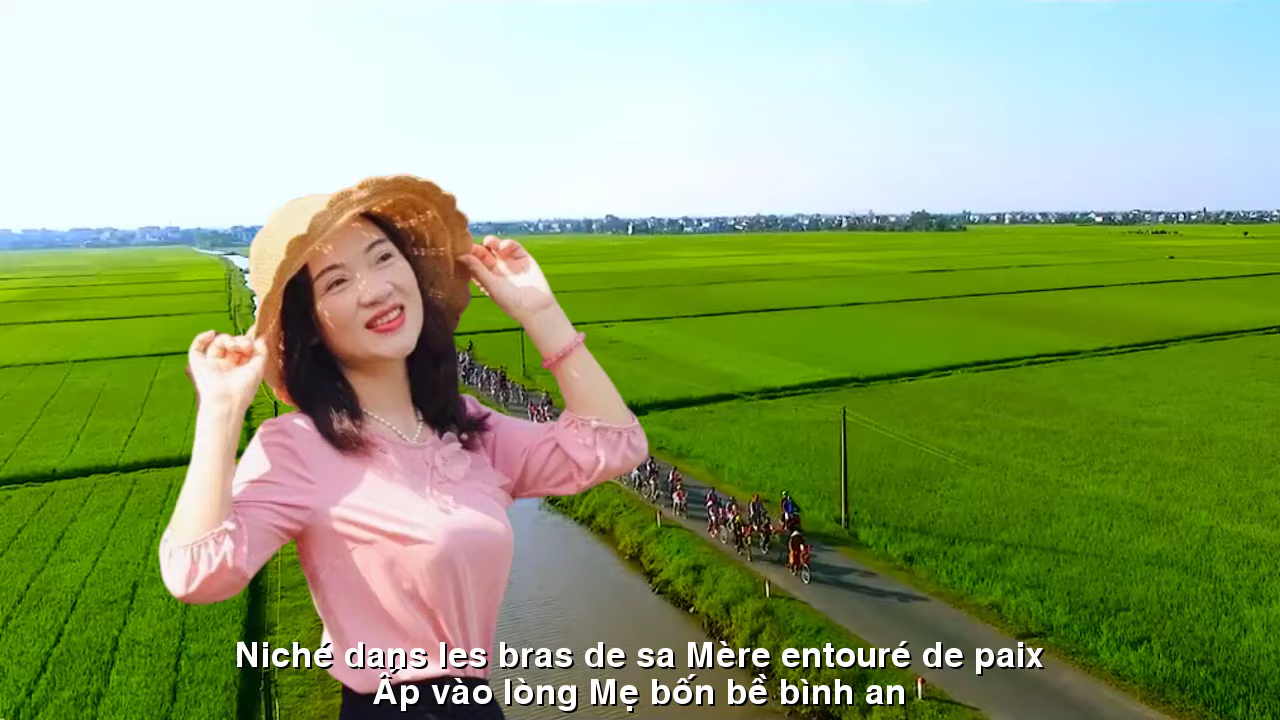 Niché dans les bras de sa Mère entouré de paix
Ấp vào lòng Mẹ bốn bề bình an